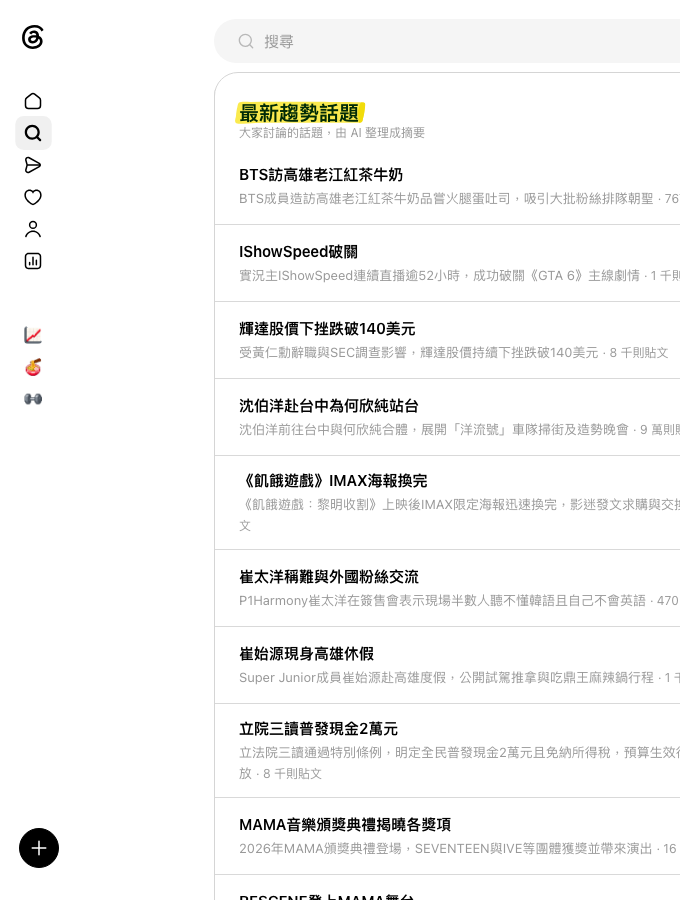 搜尋
最新趨勢話題
大家討論的話題，由 AI 整理成摘要
BTS訪高雄老江紅茶牛奶
BTS成員造訪高雄老江紅茶牛奶品嘗火腿蛋吐司，吸引大批粉絲排隊朝聖 · 76
IShowSpeed破關
實況主IShowSpeed連續直播逾52小時，成功破關《GTA 6》主線劇情 · 1 千則
輝達股價下挫跌破140美元
受黃仁勳辭職與SEC調查影響，輝達股價持續下挫跌破140美元 · 8 千則貼文
沈伯洋赴台中為何欣純站台
沈伯洋前往台中與何欣純合體，展開「洋流號」車隊掃街及造勢晚會 · 9 萬則
《飢餓遊戲》IMAX海報換完
《飢餓遊戲：黎明收割》上映後IMAX限定海報迅速換完，影迷發文求購與交換
文
崔太洋稱難與外國粉絲交流
P1Harmony崔太洋在簽售會表示現場半數人聽不懂韓語且自己不會英語 · 470
崔始源現身高雄休假
Super Junior成員崔始源赴高雄度假，公開試駕推拿與吃鼎王麻辣鍋行程 · 1 千
立院三讀普發現金2萬元
立法院三讀通過特別條例，明定全民普發現金2萬元且免納所得稅，預算生效後
放 · 8 千則貼文
MAMA音樂頒獎典禮揭曉各獎項
2026年MAMA頒獎典禮登場，SEVENTEEN與IVE等團體獲獎並帶來演出 · 16
RESCENE登上MAMA舞台